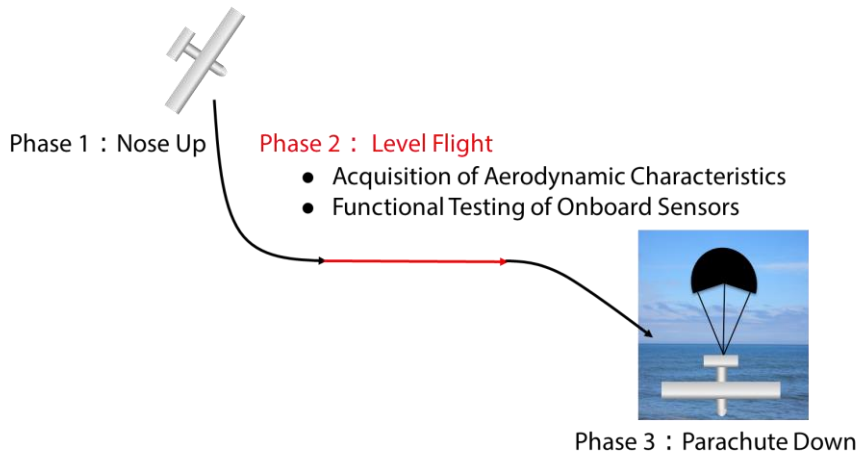 Phase 1 : Nose Up
Phase 2 : Level Flight
● Acquisition of Aerodynamic Characteristics
● Functional Testing of Onboard Sensors
Phase 3 : Parachute Down